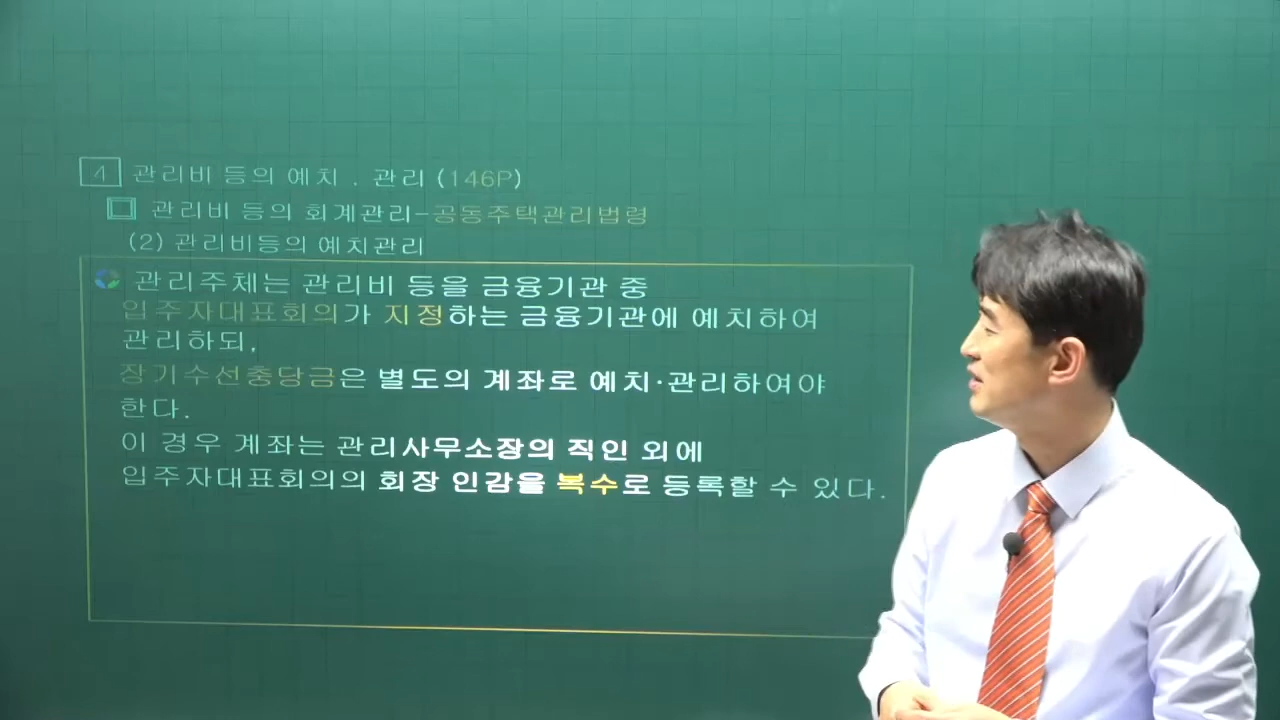 4 관리비 등의 예치 . 관리 (146P)
관리비 등의 회계관리-공동주택관리법령
(2) 관리비등의 예치관리
관리주체는 관리비 등을 금융기관 중
입주자대표회의가 지정하는 금융기관에 예치하여
관리하되,
장기수선충당금은 별도의 계좌로 예치·관리하여야
한다.
이 경우 계좌는 관리사무소장의 직인 외에
입주자대표회의의 회장 인감을 복수로 등록할 수 있다.